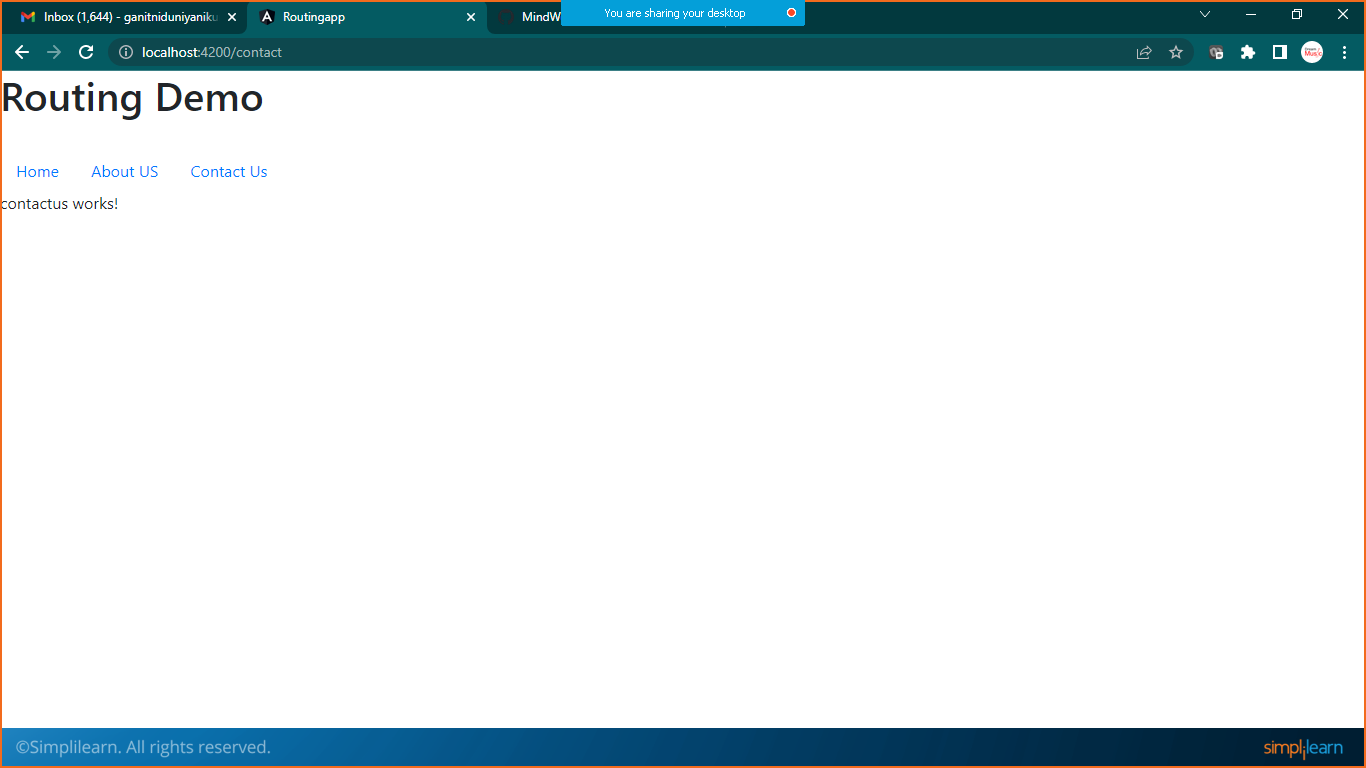 Inbox (1,644) - ganitniduniyaniku
Routingapp
MindW
You are sharing your desktop
localhost:4200/contact
Routing Demo
Home About US Contact Us
contactus works!
©Simplilearn. All rights reserved.
simplilearn